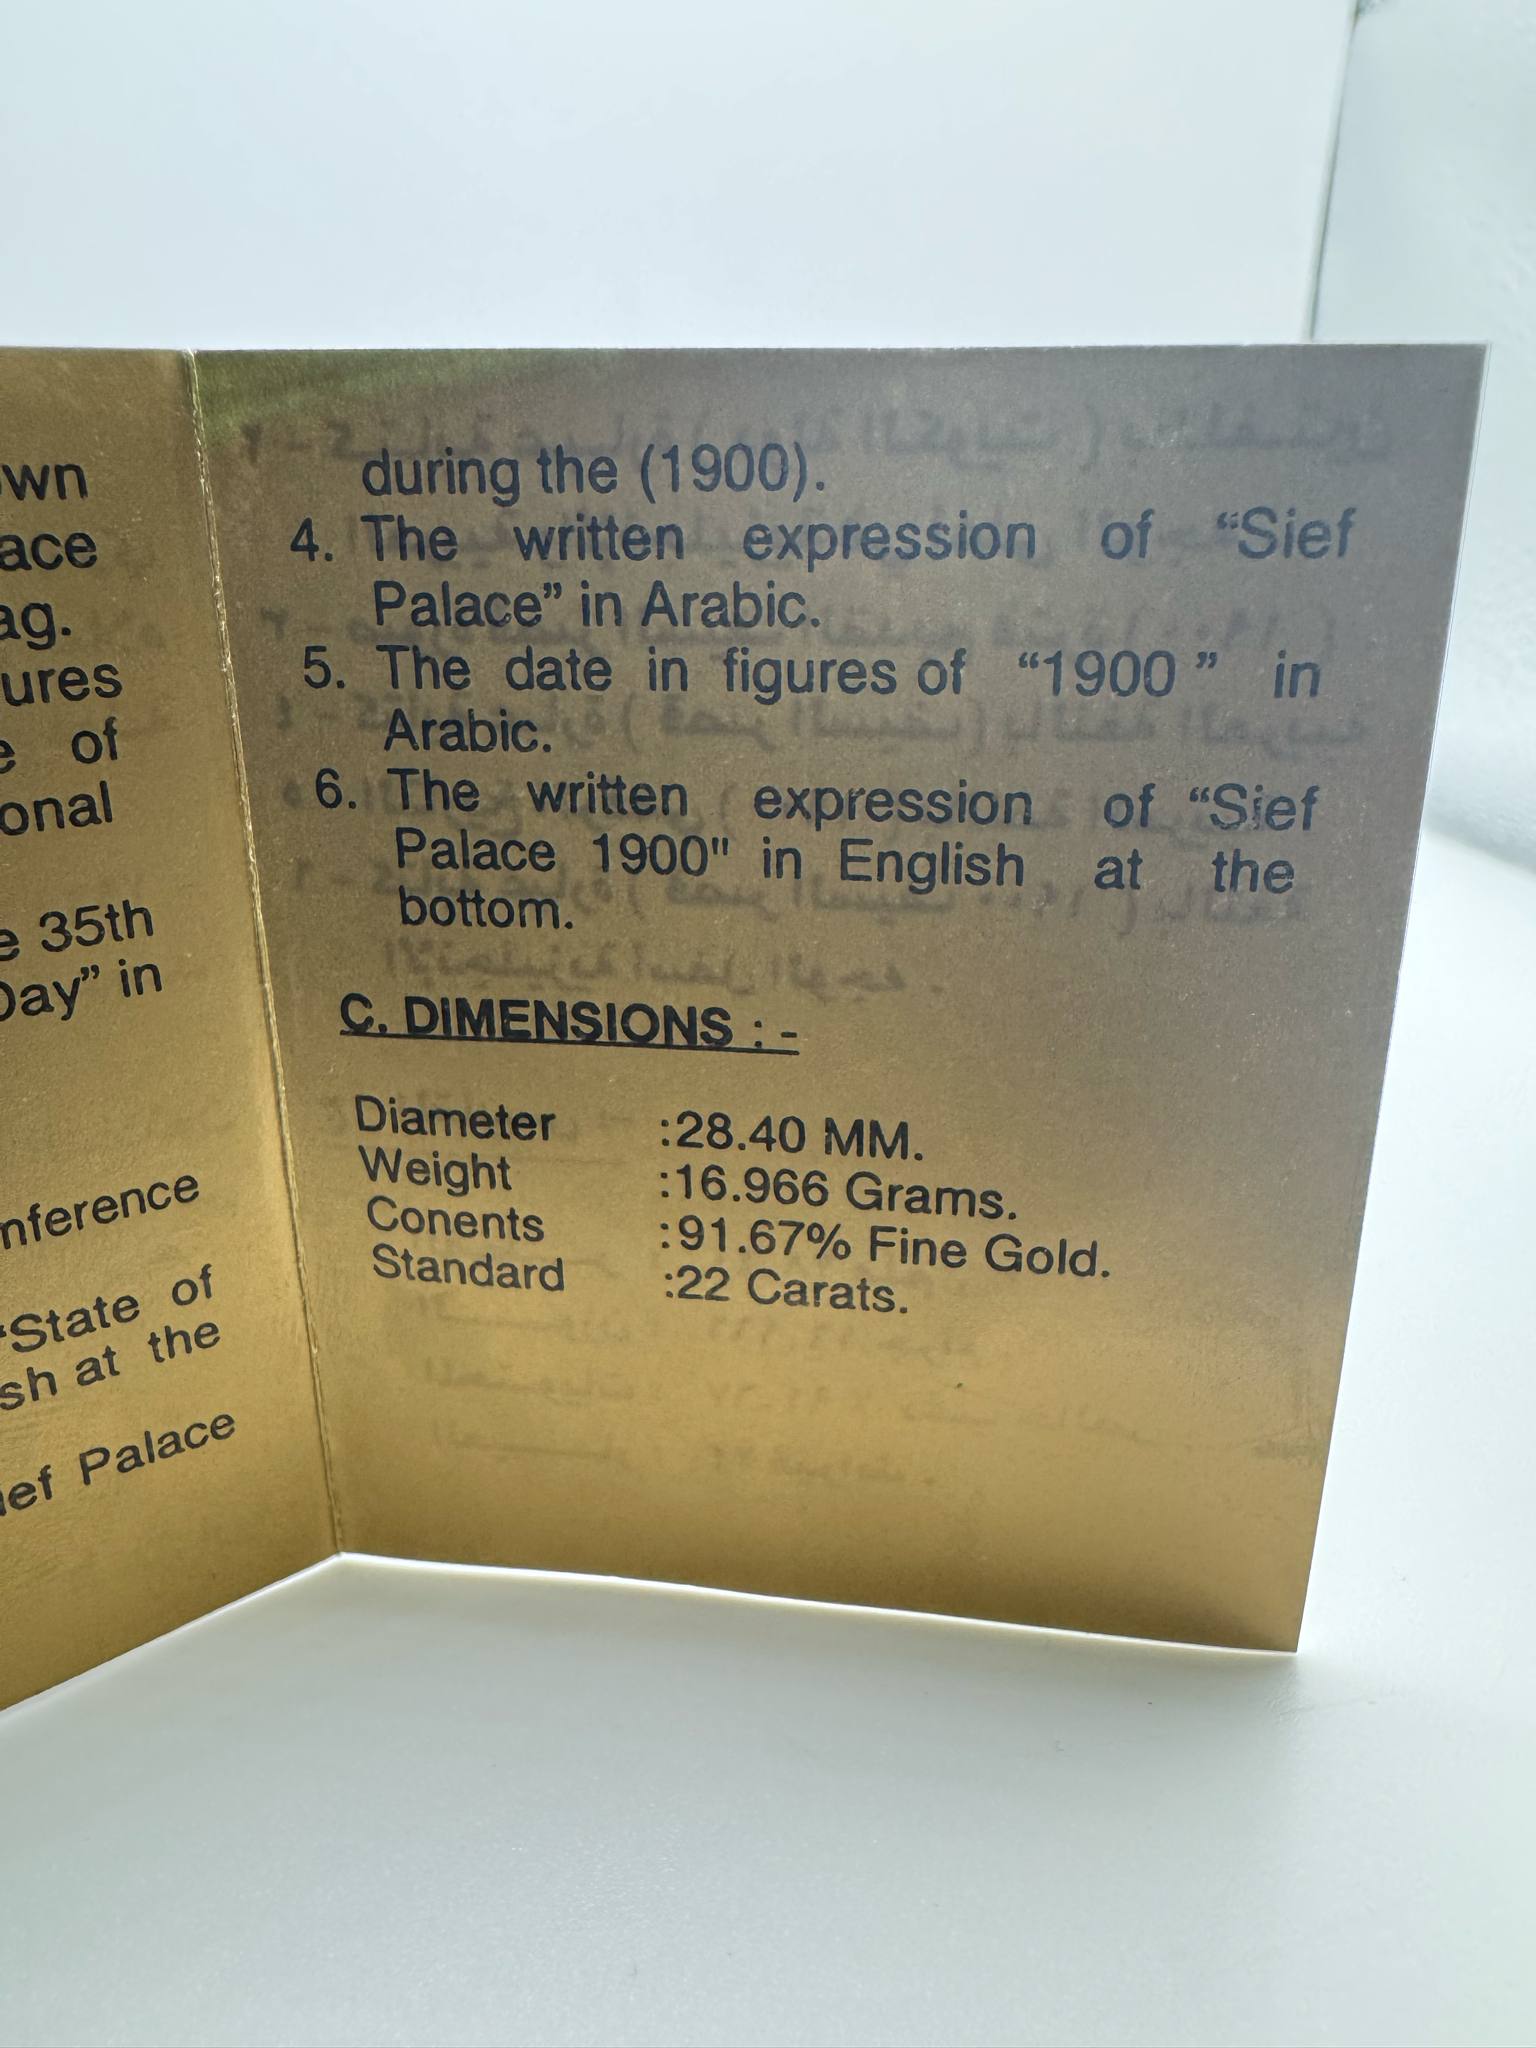 own
ace
ag.
ures
of
onal
35th
Day" in
nference
"State of
sh at the
ief Palace
during the (1900).
4. The written expression of "Sief
Palace" in Arabic.
5. The date in figures of "1900 " in
Arabic.
6. The written expression of "Sief
Palace 1900" in English at the
bottom.
C. DIMENSIONS : -
Diameter :28.40 MM.
Weight :16.966 Grams.
Conents :91.67% Fine Gold.
Standard :22 Carats.